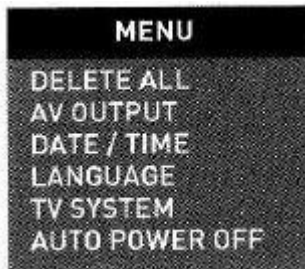 MENU
DELETE ALL
AV OUTPUT
DATE / TIME
LANGUAGE
TV SYSTEM
AUTO POWER OFF